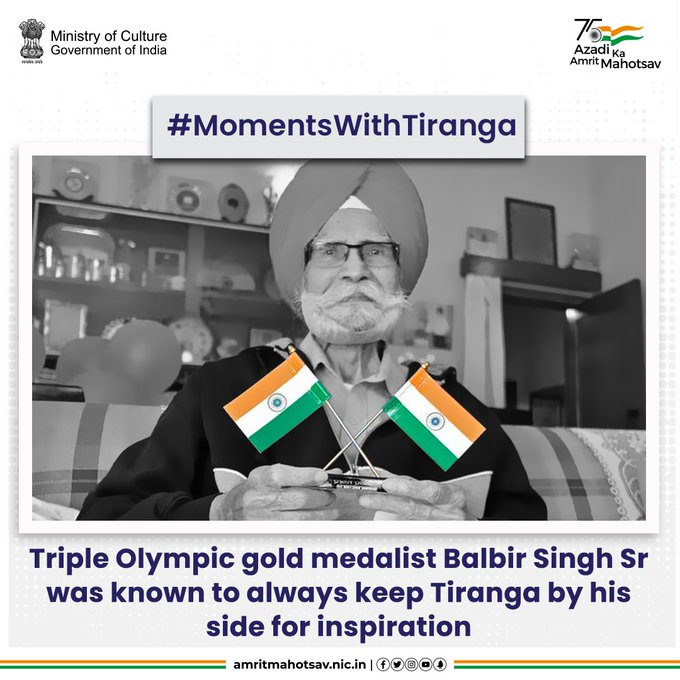 Ministry of Culture
Government of India
75
Azadi
Ka
Amrit Mahotsav
#MomentsWithTiranga
Triple Olympic gold medalist Balbir Singh Sr
was known to always keep Tiranga by his
side for inspiration
amritmahotsav.nic.in |